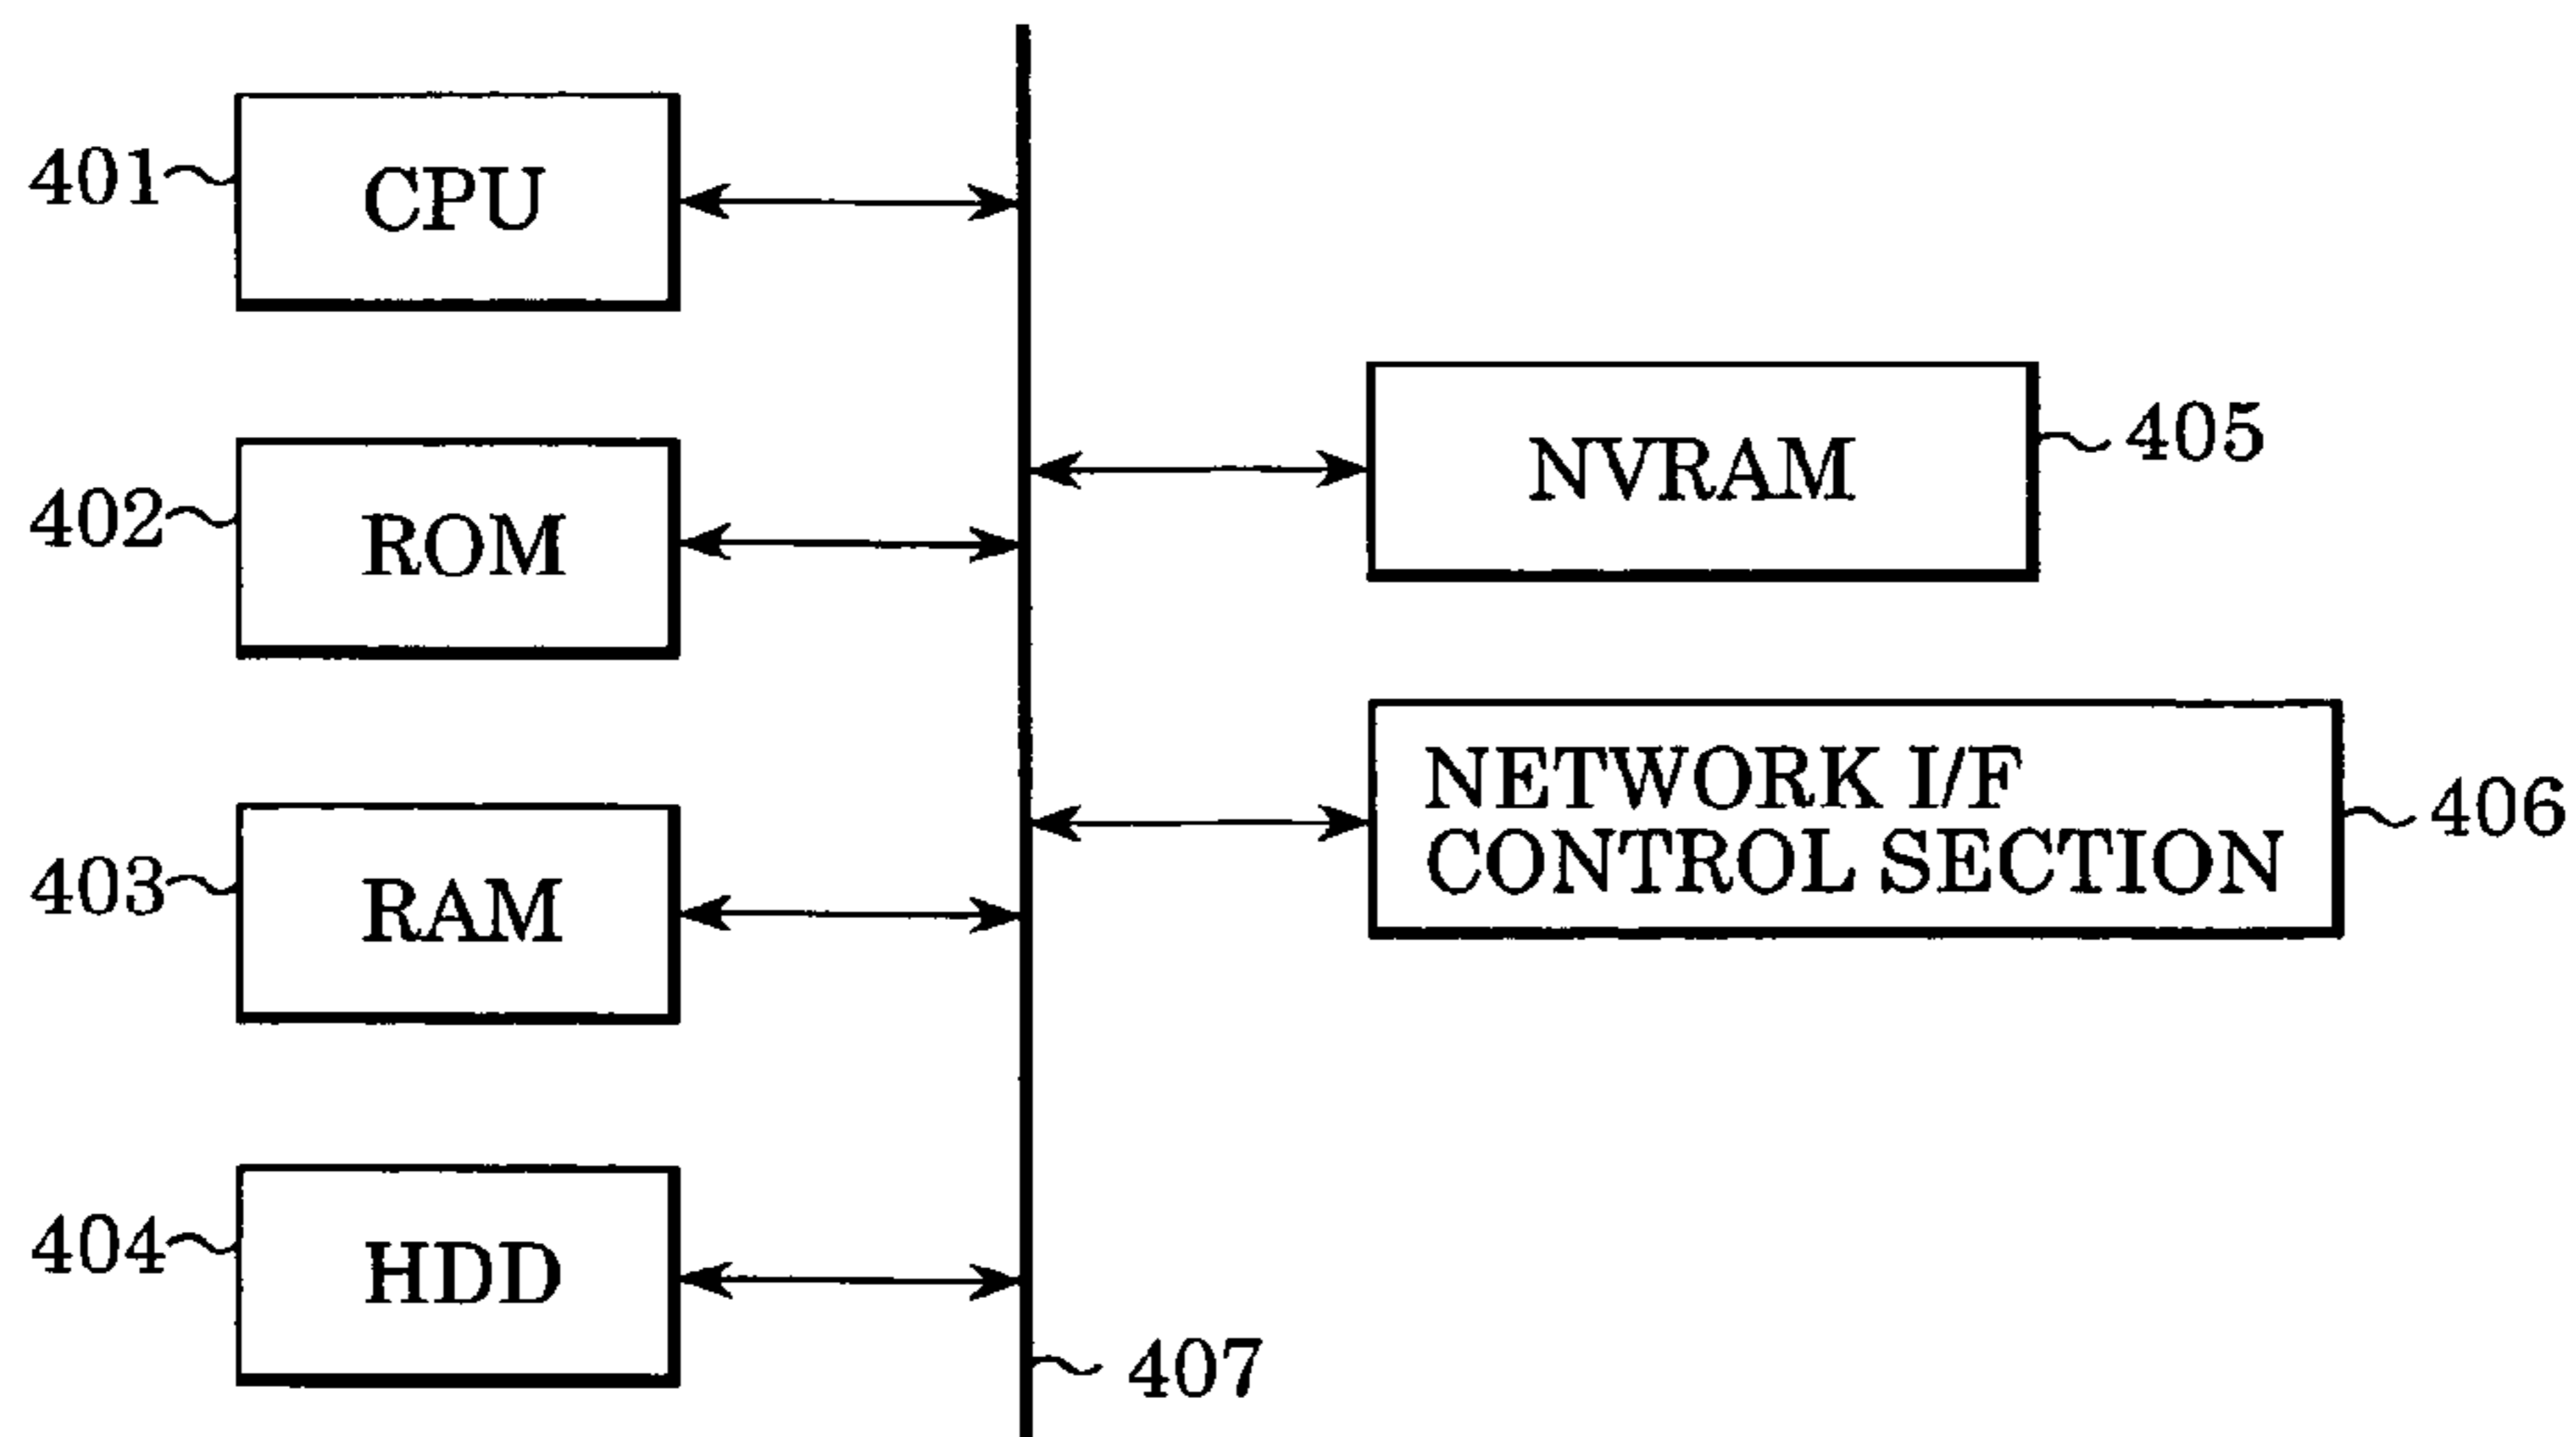 401
CPU
402
ROM
403
RAM
404
HDD
NVRAM
405
NETWORK I/F
CONTROL SECTION
406
407